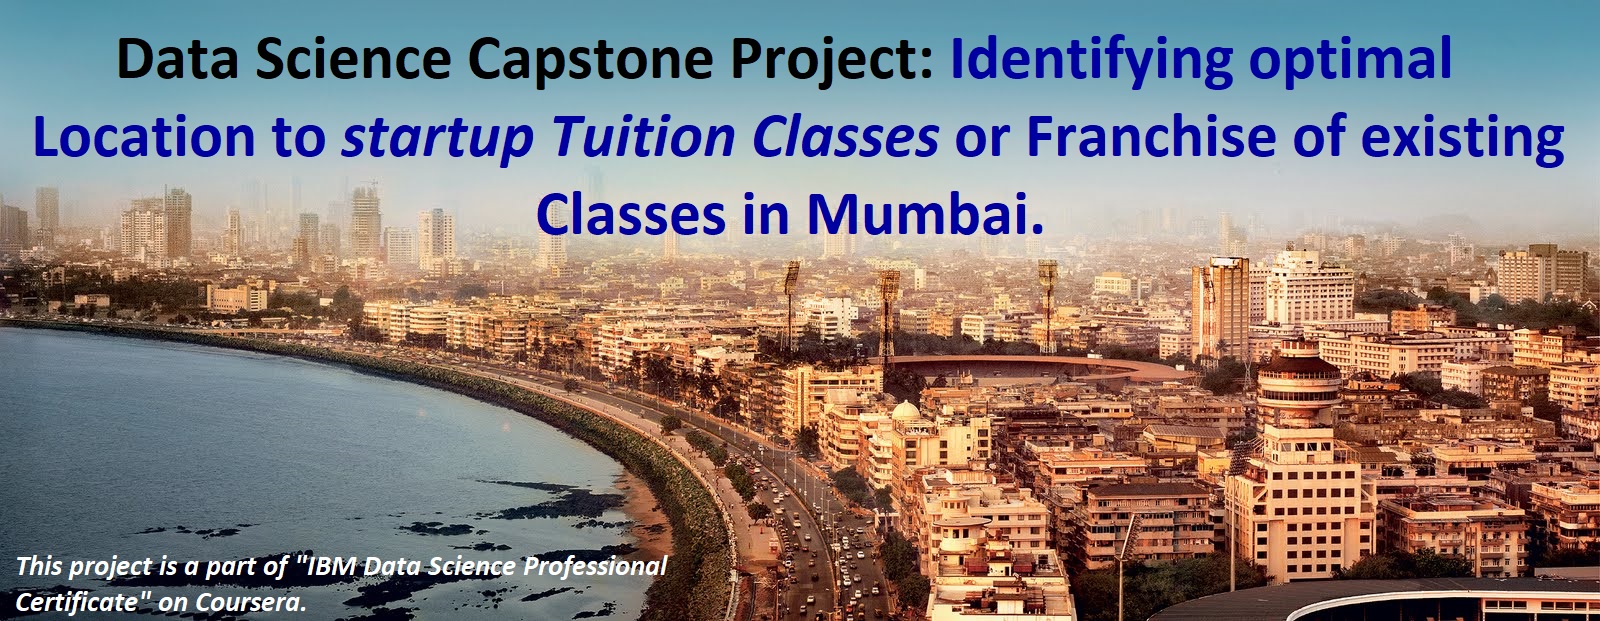 Data Science Capstone Project: Identifying optimal
Location to startup Tuition Classes or Franchise of existing
Classes in Mumbai.
This project is a part of "IBM Data Science Professional
Certificate" on Coursera.